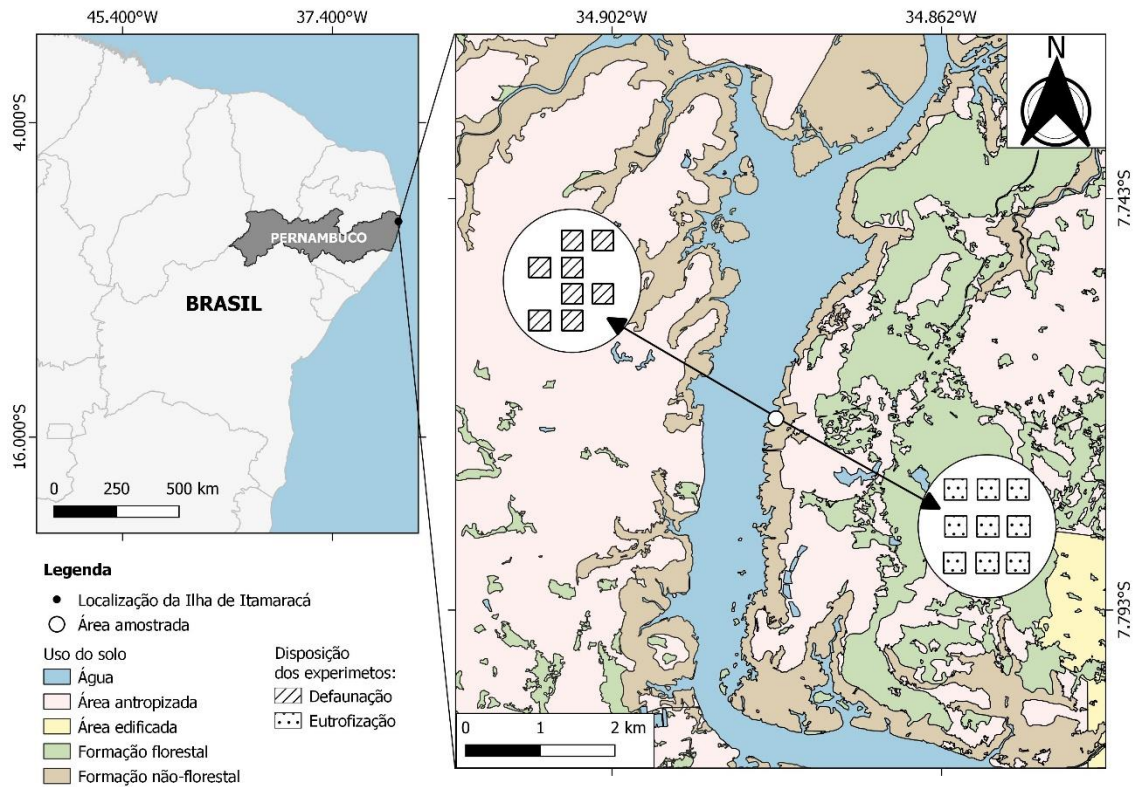 45.400°W
37.400°W
34.902°W
34.862°W
4.000°S
16.000°S
PERNAMBUCO
BRASIL
0 250 500 km
N
7.743°S
7.793°S
0 1 2 km
Legenda
Localização da Ilha de Itamaracá
Área amostrada
Uso do solo
Água
Área antropizada
Área edificada
Formação florestal
Formação não-florestal
Disposição
dos experimetos:
Defaunação
Eutrofização